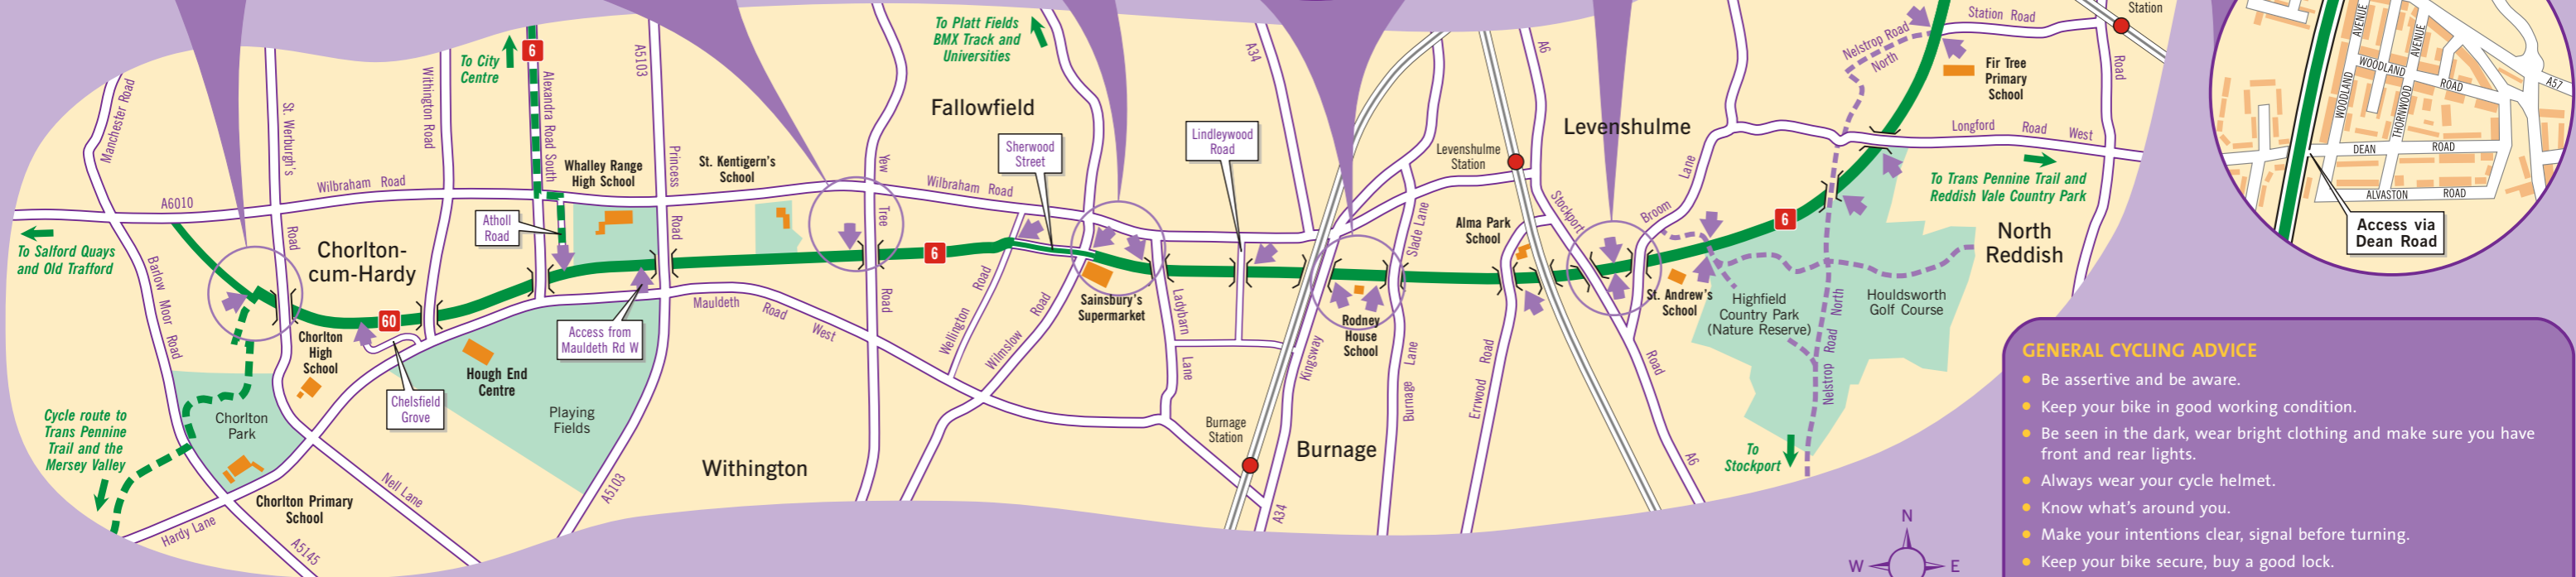 Manchester Road
St. Werburgh's
Road
Withington Road
To City
Centre
6
Alexandra Road South
A5103
Princess
Road
To Platt Fields
BMX Track and
Universities
Fallowfield
A34
A6
Levenshulme
Nelstrop Road
North
Station Road
Station
Road
Fir Tree
Primary
School
Longford Road West
To Trans Pennine Trail and
Reddish Vale Country Park
North
Reddish
Wilbraham Road
A6010
To Salford Quays
and Old Trafford
Chorlton-
cum-Hardy
Atholl
Road
Whalley Range
High School
St. Kentigern's
School
Yew
Tree
Road
Wilbraham Road
Sherwood
Street
Lindleywood
Road
Levenshulme
Station
Slade Lane
Alma Park
School
Stockport
Road
Broom
Lane
6
6
60
Barlow Moor Road
Chorlton
High
School
Chelsfield
Grove
Hough End
Centre
Access from
Mauldeth Rd W
Mauldeth Road West
Wellington Road
Wilmslow Road
Sainsbury's
Supermarket
Ladybarn
Lane
Kingsway
Rodney
House
School
Burnage Lane
Errwood Road
St. Andrew's
School
Highfield
Country Park
(Nature Reserve)
Houldsworth
Golf Course
Nelstrop Road North
Cycle route to
Trans Pennine
Trail and the
Mersey Valley
Chorlton
Park
Playing
Fields
Withington
Burnage
Station
Burnage
A34
A6
To
Stockport
Chorlton Primary
School
Nell Lane
Hardy Lane
A5145
A5103
N
W
E
AVENUE
WOODLAND
AVENUE
THORNWOOD
WOODLAND ROAD
A57
DEAN ROAD
ALVASTON ROAD
Access via
Dean Road
GENERAL CYCLING ADVICE
• Be assertive and be aware.
• Keep your bike in good working condition.
• Be seen in the dark, wear bright clothing and make sure you have
front and rear lights.
• Always wear your cycle helmet.
• Know what's around you.
• Make your intentions clear, signal before turning.
• Keep your bike secure, buy a good lock.